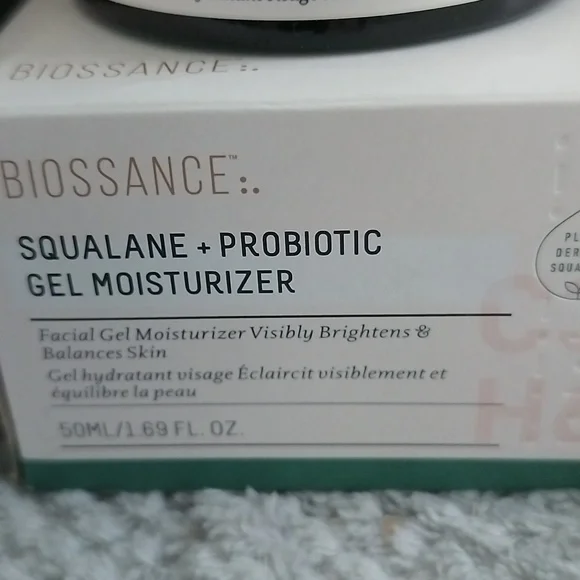 BIOSSANCE
BIOSSANCE™
SQUALANE + PROBIOTIC
GEL MOISTURIZER
Facial Gel Moisturizer Visibly Brightens &
Balances Skin
Gel hydratant visage Éclaircit visiblement et
équilibre la peau
50ML/1.69 FL. OZ.